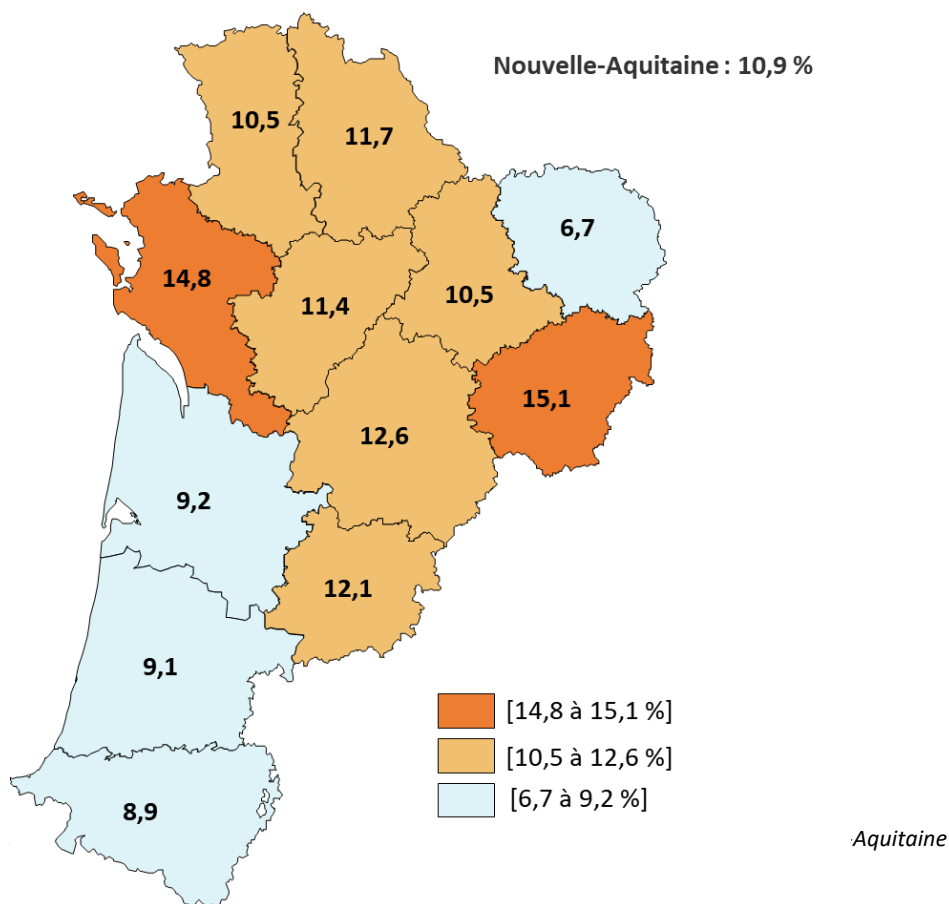 Nouvelle-Aquitaine : 10,9 %
10,5
11,7
6,7
14,8
11,4
10,5
15,1
12,6
9,2
12,1
9,1
[14,8 à 15,1 %]
[10,5 à 12,6 %]
[6,7 à 9,2 %]
8,9
-Aquitaine